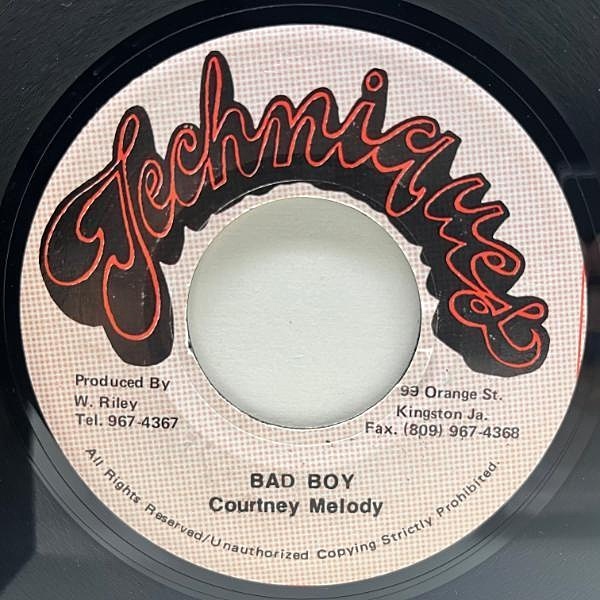 Techniques
Produced By
W. Riley
Tel. 967-4367
99 Orange St.
Kingston Ja.
Fax. (809) 967-4368
BAD BOY
Courtney Melody
All Rights Reserved/Unauthorized Copying Strictly Prohibited.